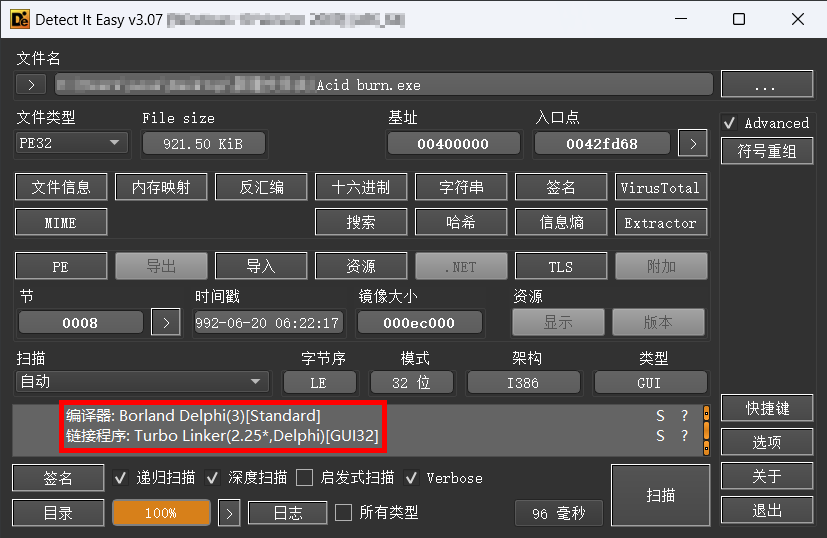 Detect It Easy v3.07
文件名
> Acid burn.exe ...
文件类型 File size 基址 入口点 Advanced
PE32 921.50 KiB 00400000 0042fd68 > 符号重组
文件信息 内存映射 反汇编 十六进制 字符串 签名 VirusTotal
MIME 搜索 哈希 信息熵 Extractor
PE 导出 导入 资源 .NET TLS 附加
节 时间戳 镜像大小 资源
0008 > 992-06-20 06:22:17 000ec000 显示 版本
扫描 字节序 模式 架构 类型
自动 LE 32 位 I386 GUI
编译器: Borland Delphi(3)[Standard] S ? 快捷键
链接程序: Turbo Linker(2.25*,Delphi)[GUI32] S ? 选项
签名 递归扫描 深度扫描 启发式扫描 Verbose 扫描 关于
目录 100% > 日志 所有类型 96 毫秒 退出